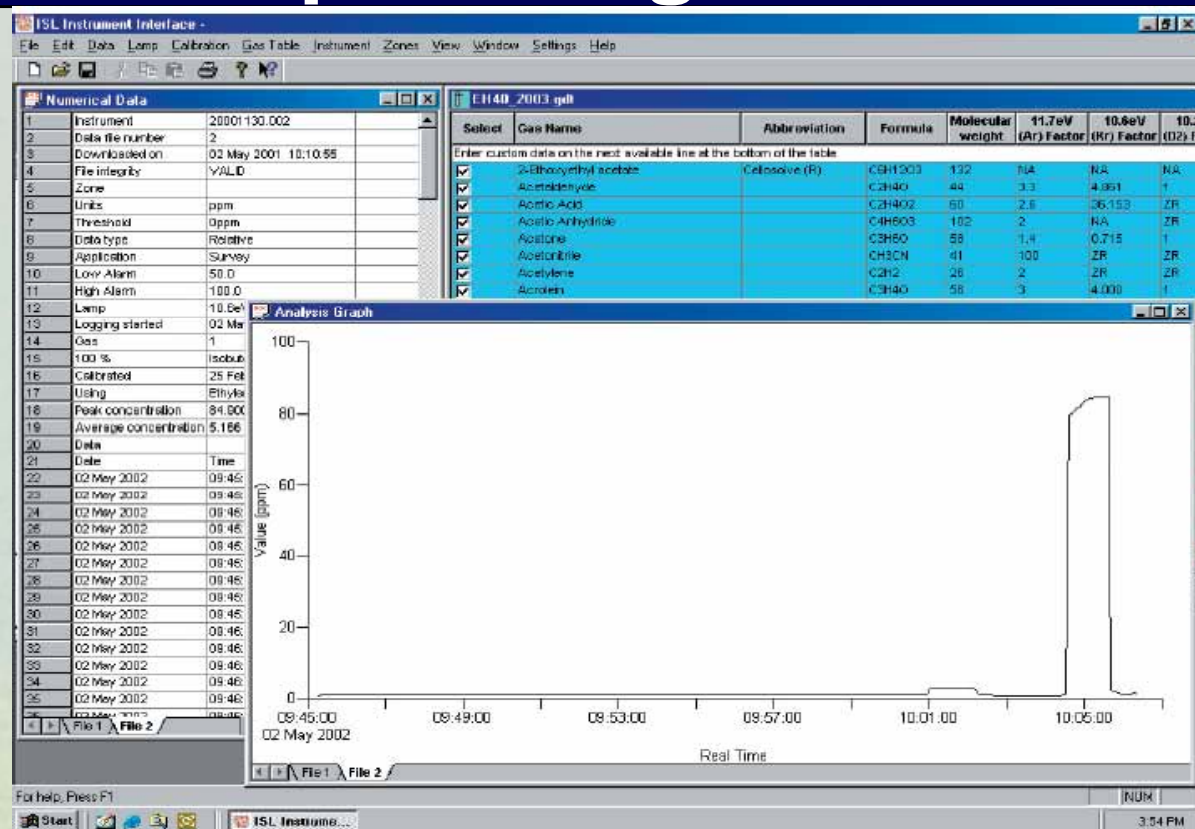 ISL Instrument Interface -
File Edit Data Lamp Calibration Gas Table Instrument Zones View Window Settings Help
Numerical Data
1 Instrument 20001130.002
2 Data file number 2
3 Downloaded on 02 May 2001 10:10:55
4 File integrity VALID
5 Zone
6 Units ppm
7 Threshold 0ppm
8 Data type Relative
9 Application Survey
10 Low Alarm 50.0
11 High Alarm 100.0
12 Lamp 10.6eV
13 Logging started 02 Ma
14 Gas 1
15 100 % Isobut
16 Calibrated 25 Feb
17 Using Ethyle
18 Peak concentration 84.900
19 Average concentration 5.166
20 Data
21 Date Time
22 02 May 2002
23 02 May 2002
24 02 May 2002
25 02 May 2002
26 02 May 2002
27 02 May 2002
28 02 May 2002
29 02 May 2002
30 02 May 2002
31 02 May 2002
32 02 May 2002
33 02 May 2002
34 02 May 2002
35 02 May 2002
File 1 File 2
EH40_2003.gdt
Select Gas Name Abbreviation Formula Molecular weight 11.7eV (Ar) Factor 10.6eV (Kr) Factor
Enter custom data on the next available line at the bottom of the table
2-Ethoxyethyl acetate Cellosolve (R) C6H12O3 132 NA NA NA
Acetaldehyde C2H4O 44 3.3 4.861 1
Acetic Acid C2H4O2 60 2.6 36.153 ZR
Acetic Anhydride C4H6O3 102 2 NA ZR
Acetone C3H6O 58 1.4 0.715 1
Acetonitrile CH3CN 41 100 ZR ZR
Acetylene C2H2 26 2 ZR ZR
Acrolein C3H4O 56 3 4.000 1
Analysis Graph
100
80
60
40
20
0
Value (ppm)
09:45:00 09:49:00 09:53:00 09:57:00 10:01:00 10:05:00
02 May 2002
Real Time
File 1 File 2
For help, Press F1
NUM
Start ISL Instrume...
3:54 PM